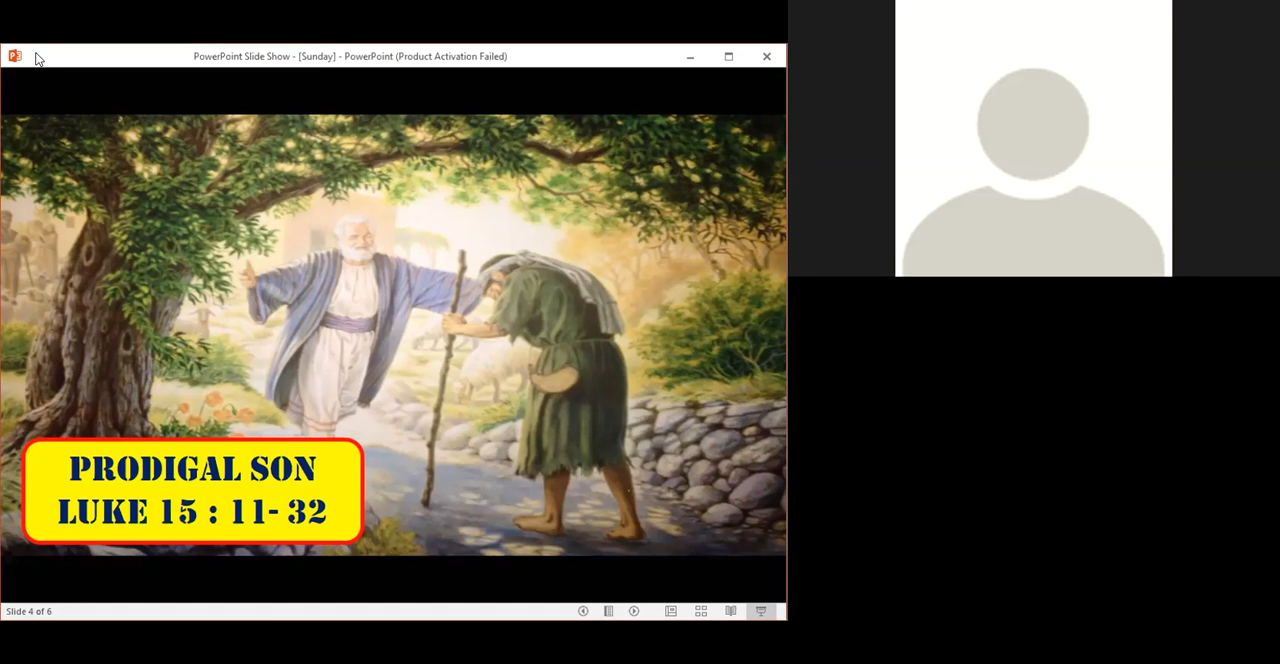 PowerPoint Slide Show - [Sunday] - PowerPoint (Product Activation Failed)
PRODIGAL SON
LUKE 15 : 11- 32
Slide 4 of 6